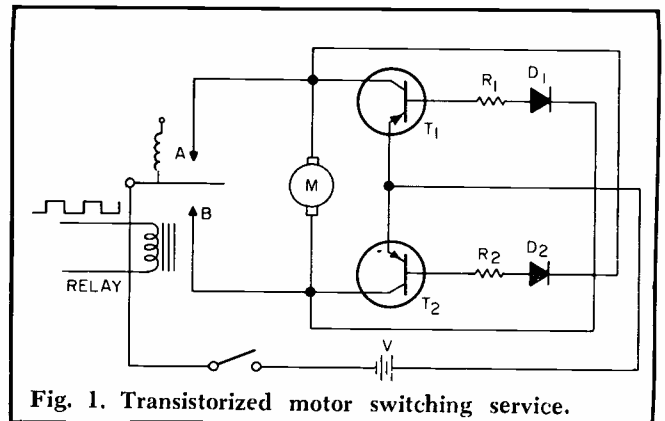 R1 D1
A
T1
M
B
R2 D2
RELAY
T2
V
Fig. 1. Transistorized motor switching service.